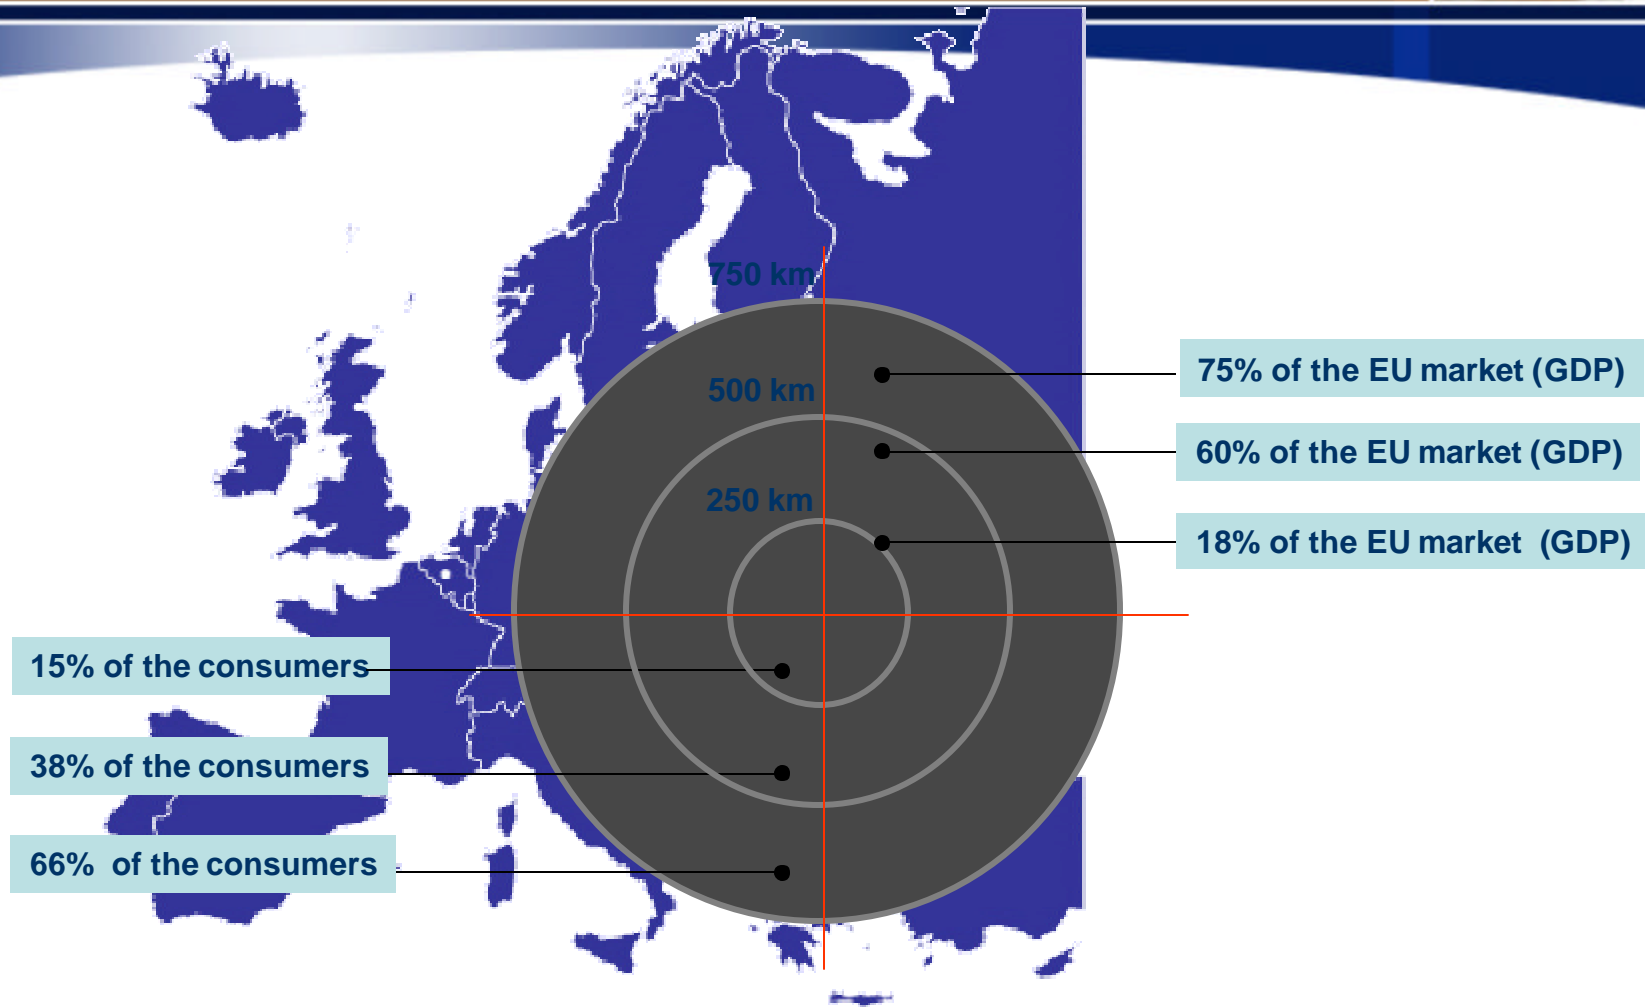 750 km
75% of the EU market (GDP)
500 km
60% of the EU market (GDP)
250 km
18% of the EU market (GDP)
15% of the consumers
38% of the consumers
66% of the consumers